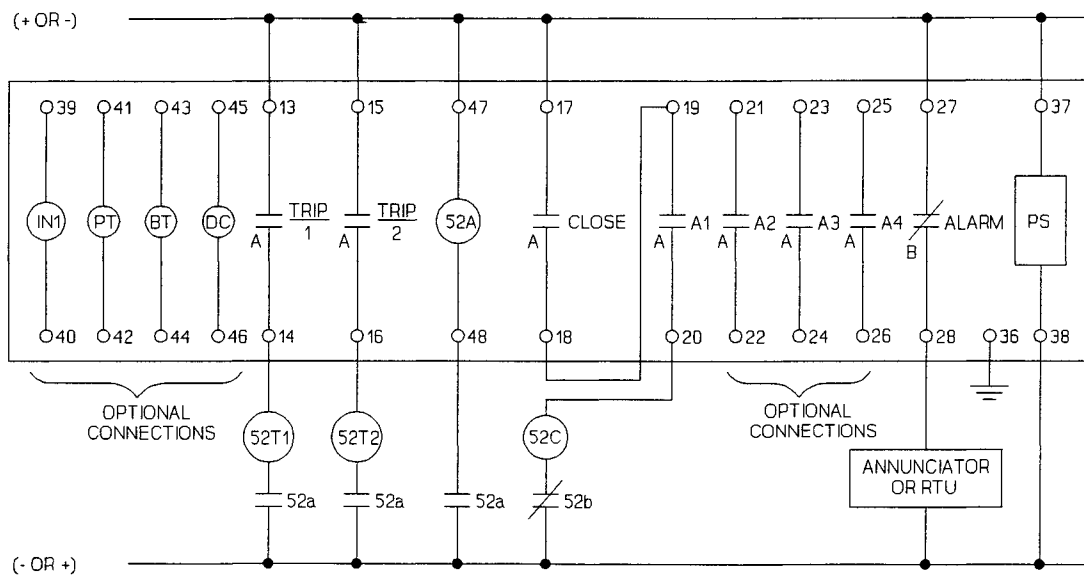 (+ OR -)
39 41 43 45 13 15 47 17 19 21 23 25 27 37
IN1 PT BT DC TRIP 1 TRIP 2 52A CLOSE A1 A2 A3 A4 ALARM PS
A A A A A A A B
40 42 44 46 14 16 48 18 20 22 24 26 28 36 38
OPTIONAL CONNECTIONS
OPTIONAL CONNECTIONS
52T1 52T2 52C
ANNUNCIATOR OR RTU
52a 52a 52a 52b
(- OR +)